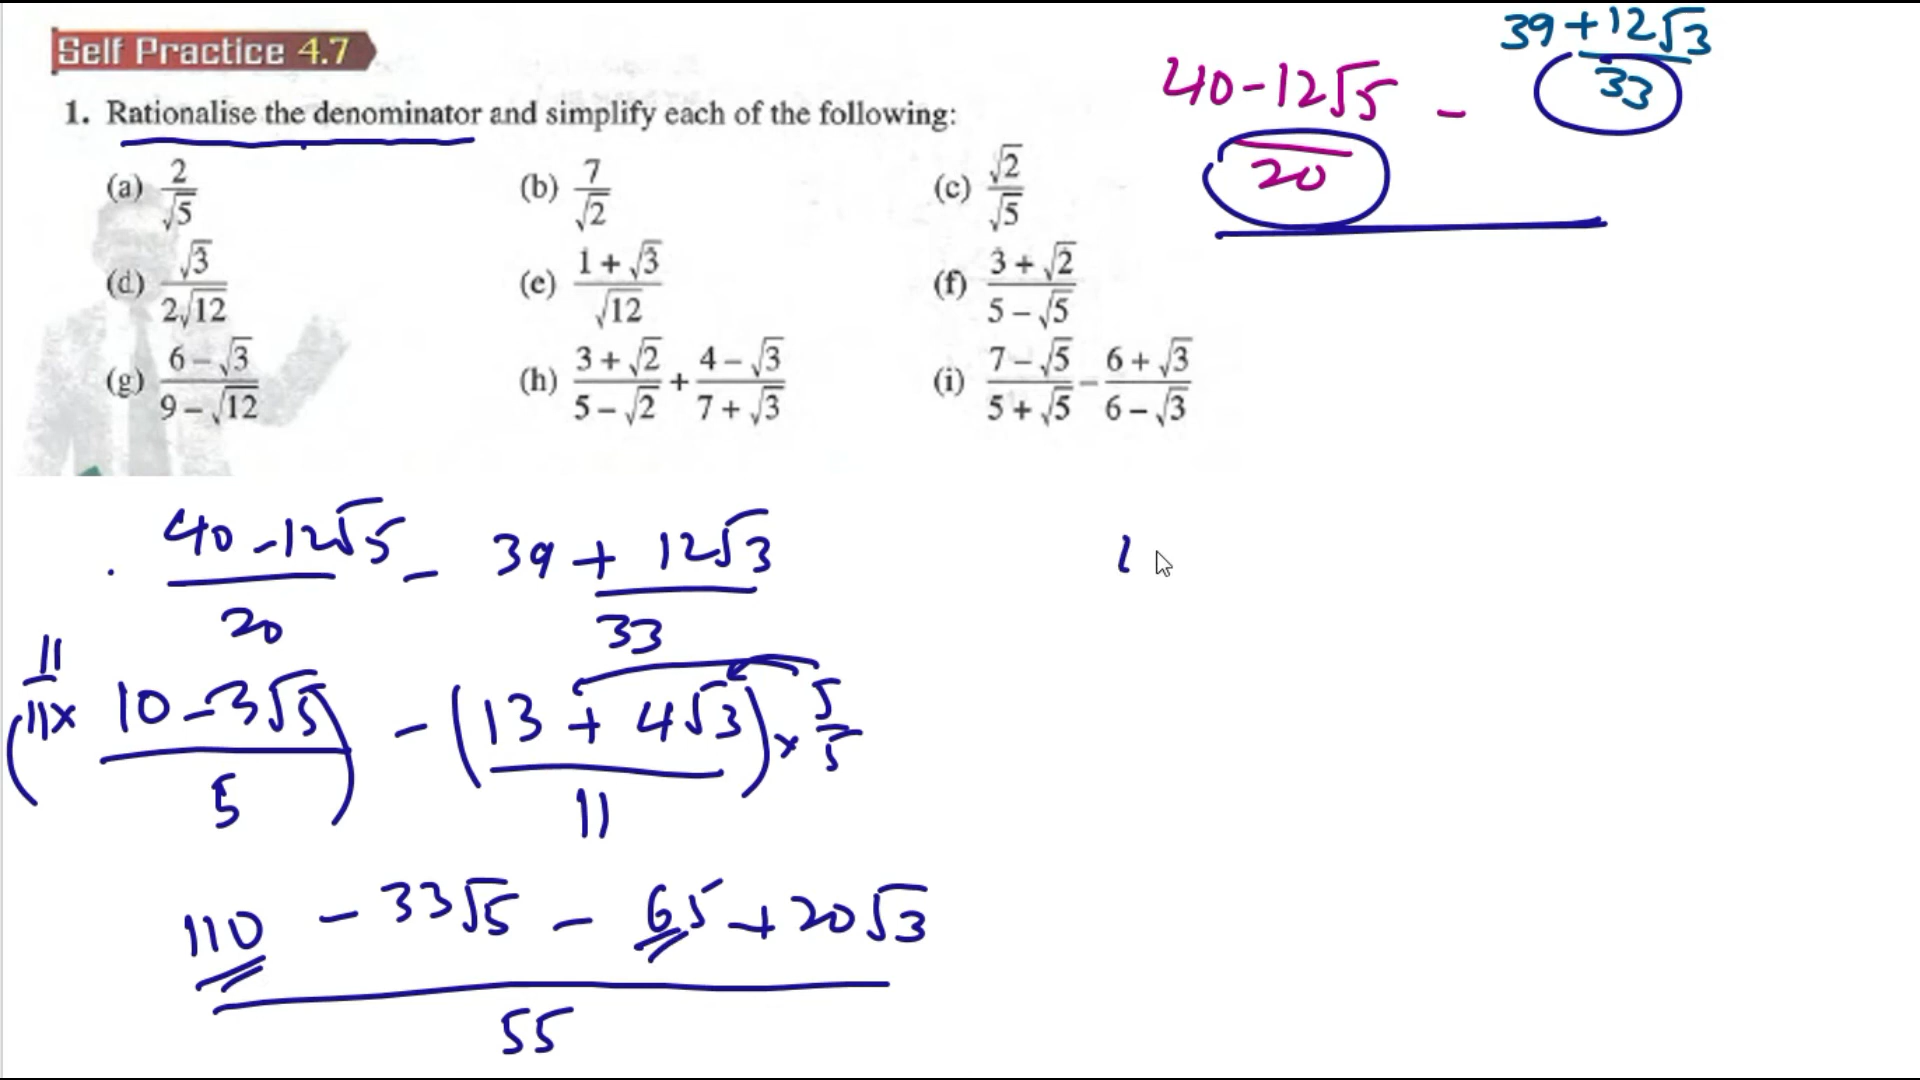 Self Practice 4.7
1. Rationalise the denominator and simplify each of the following:
(a) 2/√5 (b) 7/√2 (c) √2/√5
(d) √3/2√12 (e) 1 + √3/√12 (f) 3 + √2/5 − √5
(g) 6 − √3/9 − √12 (h) 3 + √2/5 − √2 + 4 − √3/7 + √3 (i) 7 − √5/5 + √5 − 6 + √3/6 − √3
40-12√5/20 - 39+12√3/33
40 - 12√5/20 - 39 + 12√3/33
(11/11 × 10 - 3√5/5) - (13 + 4√3/11) × 5/5
110 - 33√5 - 65 + 20√3
55